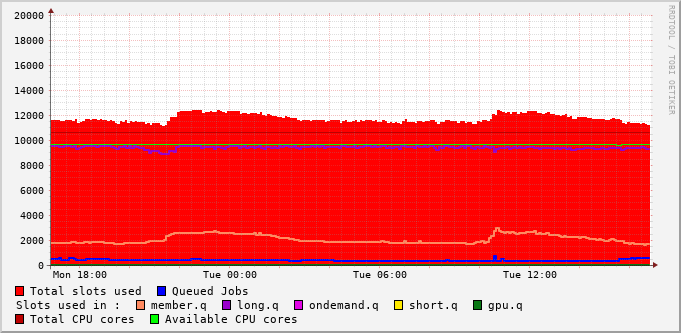 20000
18000
16000
14000
12000
10000
8000
6000
4000
2000
0
Mon 18:00 Tue 00:00 Tue 06:00 Tue 12:00
Total slots used Queued Jobs
Slots used in : member.q long.q ondemand.q short.q gpu.q
Total CPU cores Available CPU cores
RRDTOOL / TOBI OETIKER